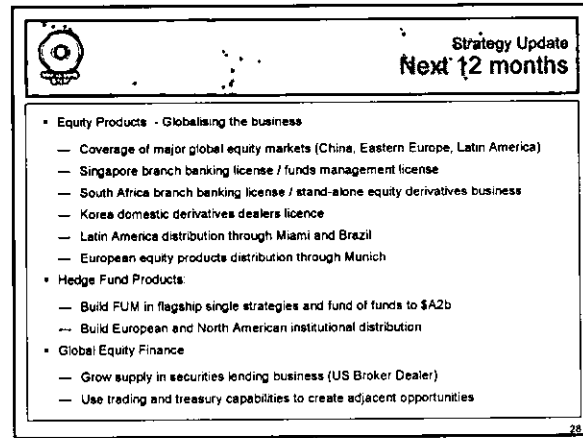 Strategy Update
Next 12 months
▪ Equity Products - Globalising the business
— Coverage of major global equity markets (China, Eastern Europe, Latin America)
— Singapore branch banking license / funds management license
— South Africa branch banking license / stand-alone equity derivatives business
— Korea domestic derivatives dealers licence
— Latin America distribution through Miami and Brazil
— European equity products distribution through Munich
▪ Hedge Fund Products:
— Build FUM in flagship single strategies and fund of funds to $A2b
— Build European and North American institutional distribution
▪ Global Equity Finance
— Grow supply in securities lending business (US Broker Dealer)
— Use trading and treasury capabilities to create adjacent opportunities
28